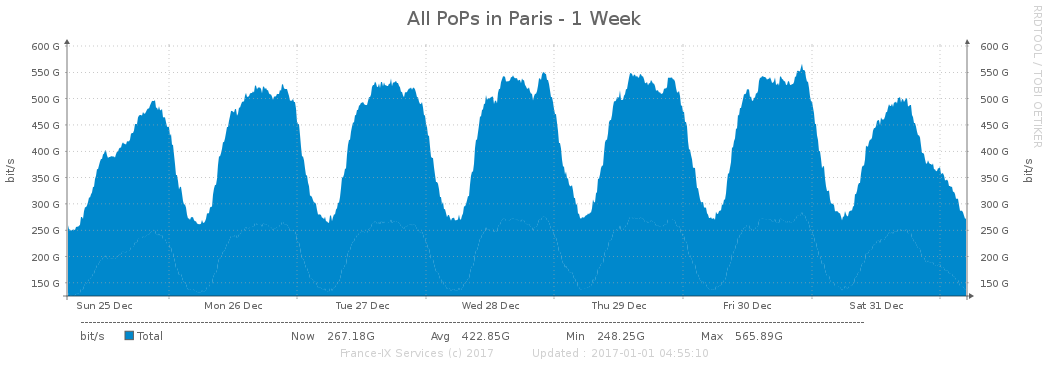 All PoPs in Paris - 1 Week
RRDTOOL / TOBI OETIKER
600 G 600 G
550 G 550 G
500 G 500 G
450 G 450 G
400 G 400 G
350 G 350 G
300 G 300 G
250 G 250 G
200 G 200 G
150 G 150 G
bit/s
bit/s
Sun 25 Dec Mon 26 Dec Tue 27 Dec Wed 28 Dec Thu 29 Dec Fri 30 Dec Sat 31 Dec
bit/s Total Now 267.18G Avg 422.85G Min 248.25G Max 565.89G
France-IX Services (c) 2017 Updated : 2017-01-01 04:55:10